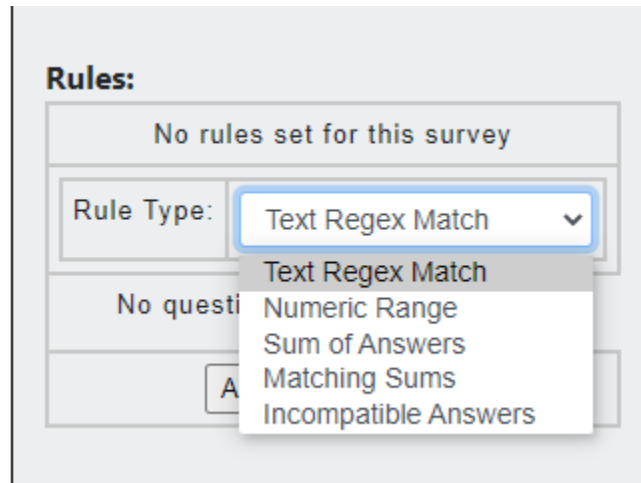 Rules:
No rules set for this survey
Rule Type:
Text Regex Match
Text Regex Match
Numeric Range
No
Sum of Answers
Matching Sums
Incompatible Answers